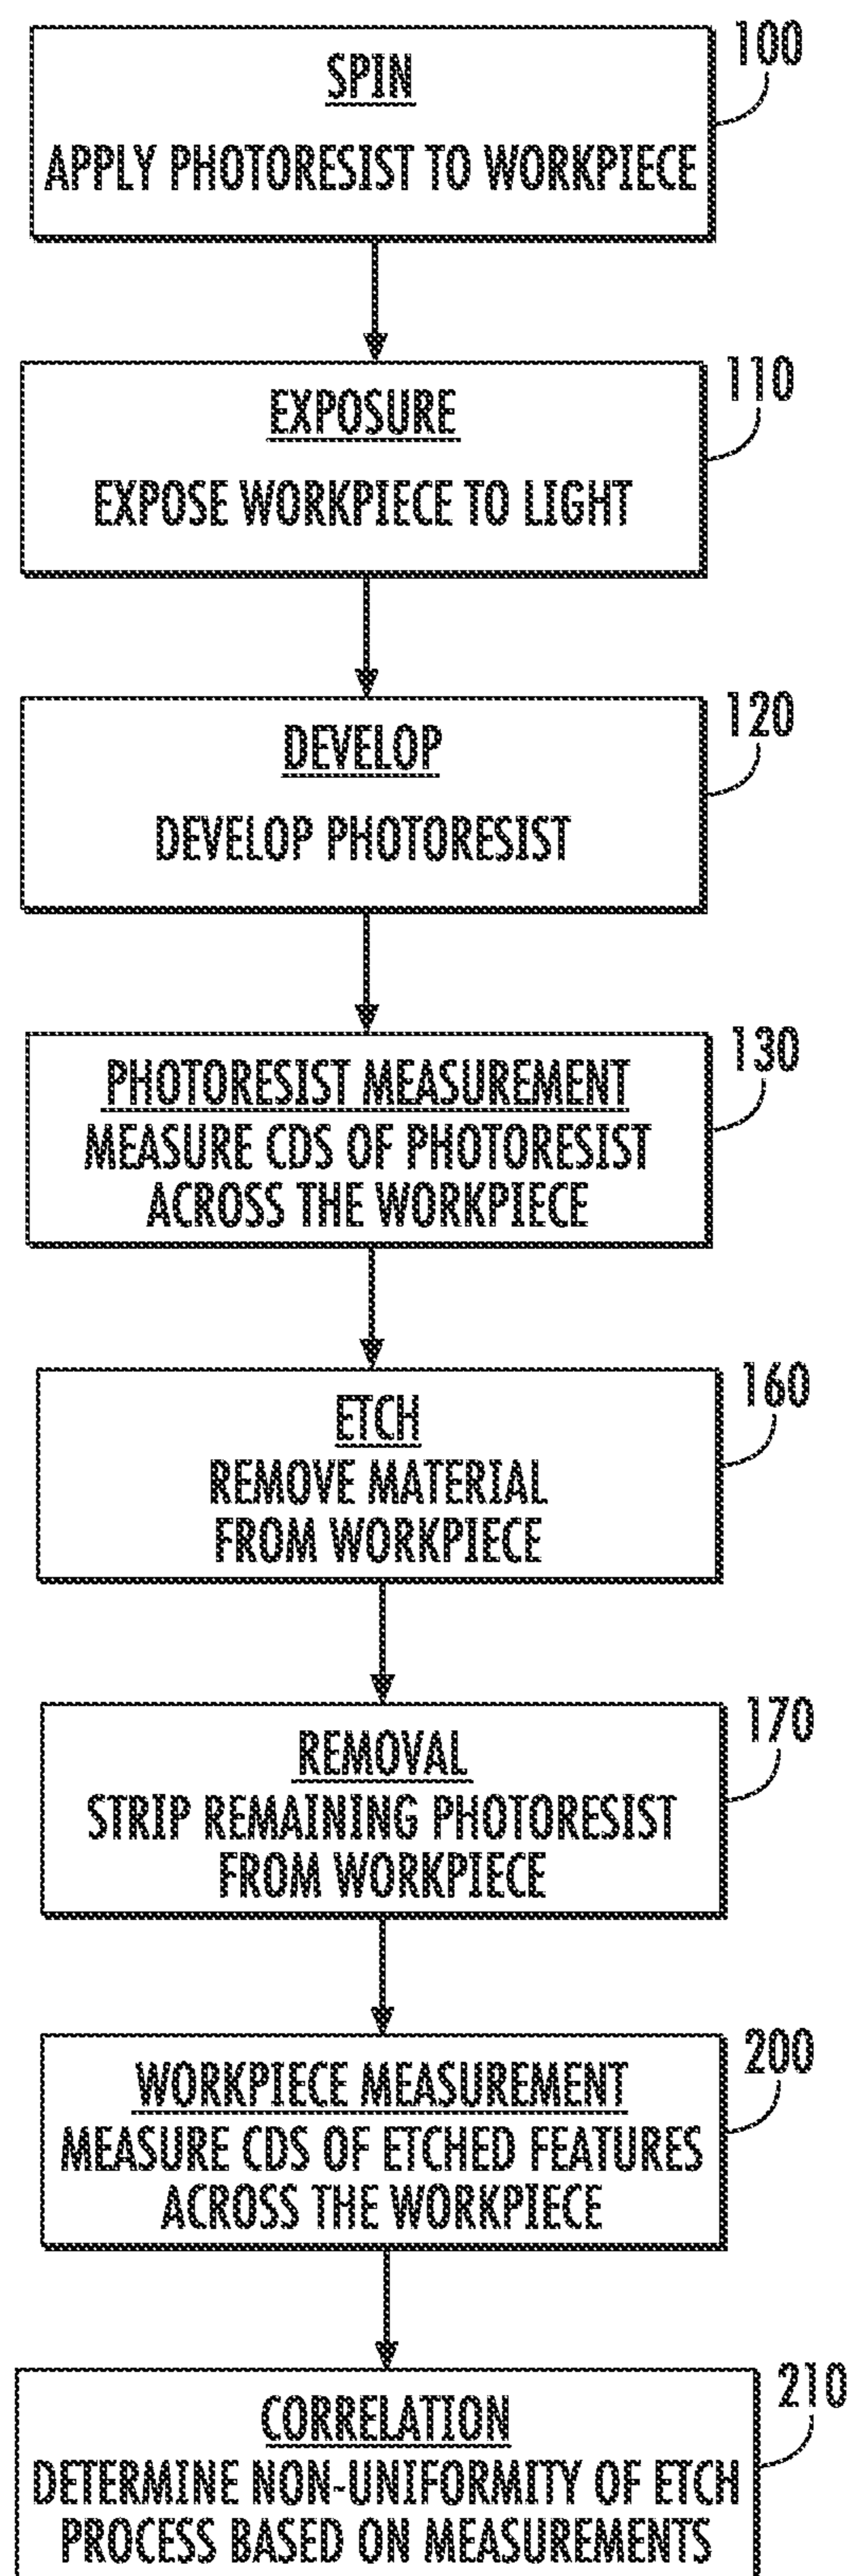 100
SPIN
APPLY PHOTORESIST TO WORKPIECE
110
EXPOSURE
EXPOSE WORKPIECE TO LIGHT
120
DEVELOP
DEVELOP PHOTORESIST
130
PHOTORESIST MEASUREMENT
MEASURE CDS OF PHOTORESIST
ACROSS THE WORKPIECE
160
ETCH
REMOVE MATERIAL
FROM WORKPIECE
170
REMOVAL
STRIP REMAINING PHOTORESIST
FROM WORKPIECE
200
WORKPIECE MEASUREMENT
MEASURE CDS OF ETCHED FEATURES
ACROSS THE WORKPIECE
210
CORRELATION
DETERMINE NON-UNIFORMITY OF ETCH
PROCESS BASED ON MEASUREMENTS